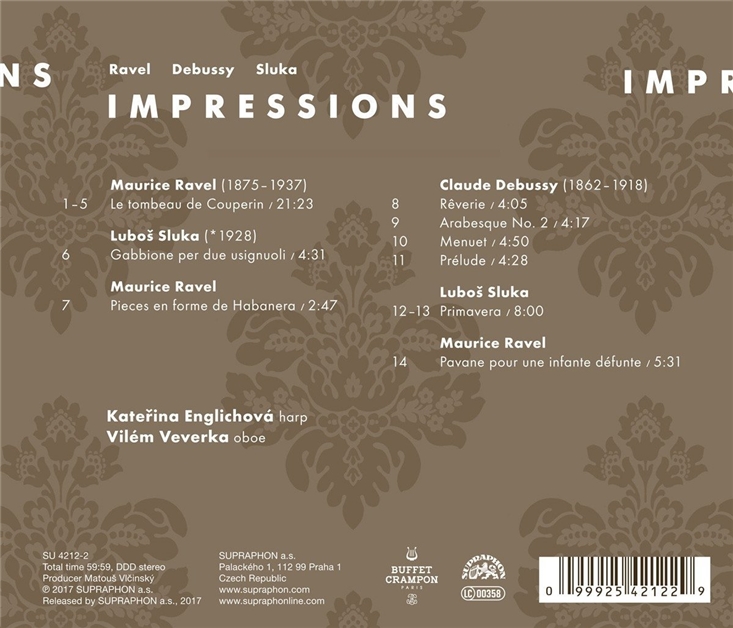 NS
IMPR
Ravel Debussy Sluka
IMPRESSIONS
Maurice Ravel (1875–1937)
1–5 Le tombeau de Couperin / 21:23
Luboš Sluka (*1928)
6 Gabbione per due usignuoli / 4:31
Maurice Ravel
7 Pieces en forme de Habanera / 2:47
Claude Debussy (1862–1918)
8 Rêverie / 4:05
9 Arabesque No. 2 / 4:17
10 Menuet / 4:50
11 Prélude / 4:28
Luboš Sluka
12–13 Primavera / 8:00
Maurice Ravel
14 Pavane pour une infante défunte / 5:31
Kateřina Englichová harp
Vilém Veverka oboe
SU 4212-2
Total time 59:59, DDD stereo
Producer Matouš Vlčinský
℗ 2017 SUPRAPHON a.s.
Released by SUPRAPHON a.s., 2017
SUPRAPHON a.s.
Palackého 1, 112 99 Praha 1
Czech Republic
www.supraphon.com
www.supraphonline.com
BUFFET
CRAMPON
PARIS
SUPRAPHON
LC 00358
0 99925 42122 9